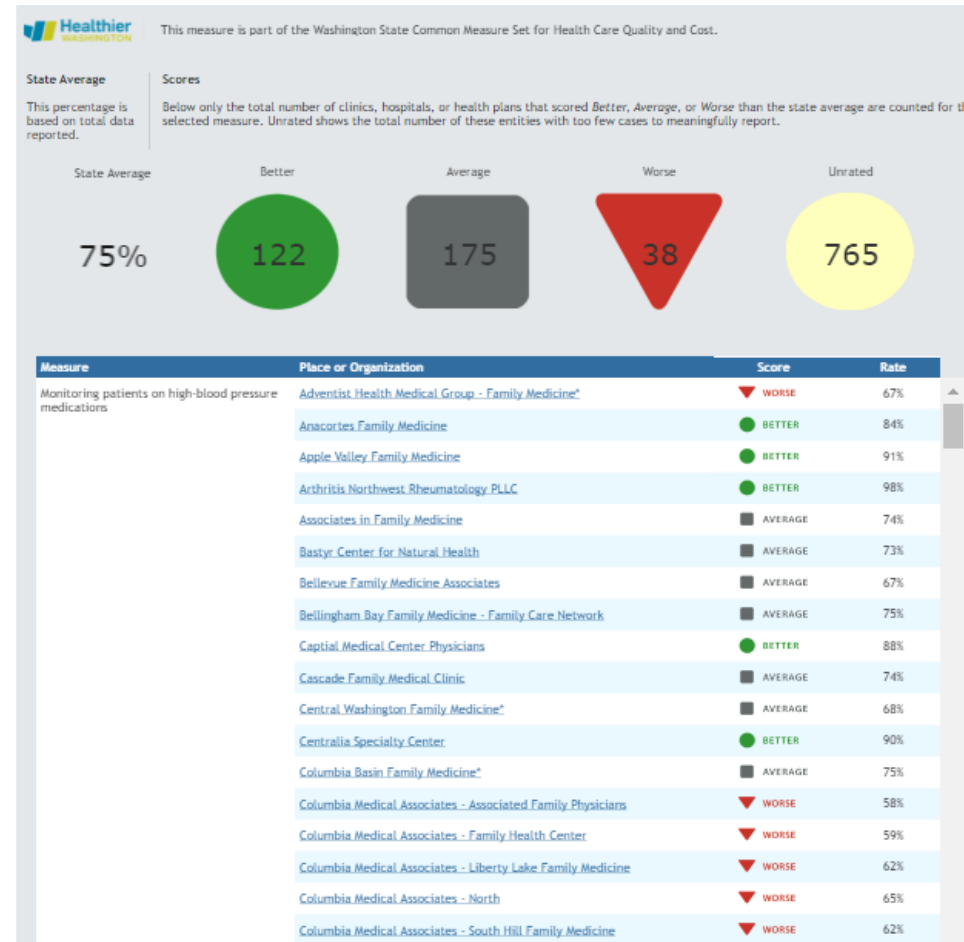 Healthier
WASHINGTON
This measure is part of the Washington State Common Measure Set for Health Care Quality and Cost.
State Average
Scores
This percentage is
based on total data
reported.
Below only the total number of clinics, hospitals, or health plans that scored Better, Average, or Worse than the state average are counted for
selected measure. Unrated shows the total number of these entities with too few cases to meaningfully report.
State Average Better Average Worse Unrated
75% 122 175 38 765
Measure Place or Organization Score Rate
Monitoring patients on high-blood pressure
medications
Adventist Health Medical Group - Family Medicine* WORSE 67%
Anacortes Family Medicine BETTER 84%
Apple Valley Family Medicine BETTER 91%
Arthritis Northwest Rheumatology PLLC BETTER 98%
Associates in Family Medicine AVERAGE 74%
Bastyr Center for Natural Health AVERAGE 73%
Bellevue Family Medicine Associates AVERAGE 67%
Bellingham Bay Family Medicine - Family Care Network AVERAGE 75%
Captial Medical Center Physicians BETTER 88%
Cascade Family Medical Clinic AVERAGE 74%
Central Washington Family Medicine* AVERAGE 68%
Centralia Specialty Center BETTER 90%
Columbia Basin Family Medicine* AVERAGE 75%
Columbia Medical Associates - Associated Family Physicians WORSE 58%
Columbia Medical Associates - Family Health Center WORSE 59%
Columbia Medical Associates - Liberty Lake Family Medicine WORSE 62%
Columbia Medical Associates - North WORSE 65%
Columbia Medical Associates - South Hill Family Medicine WORSE 62%